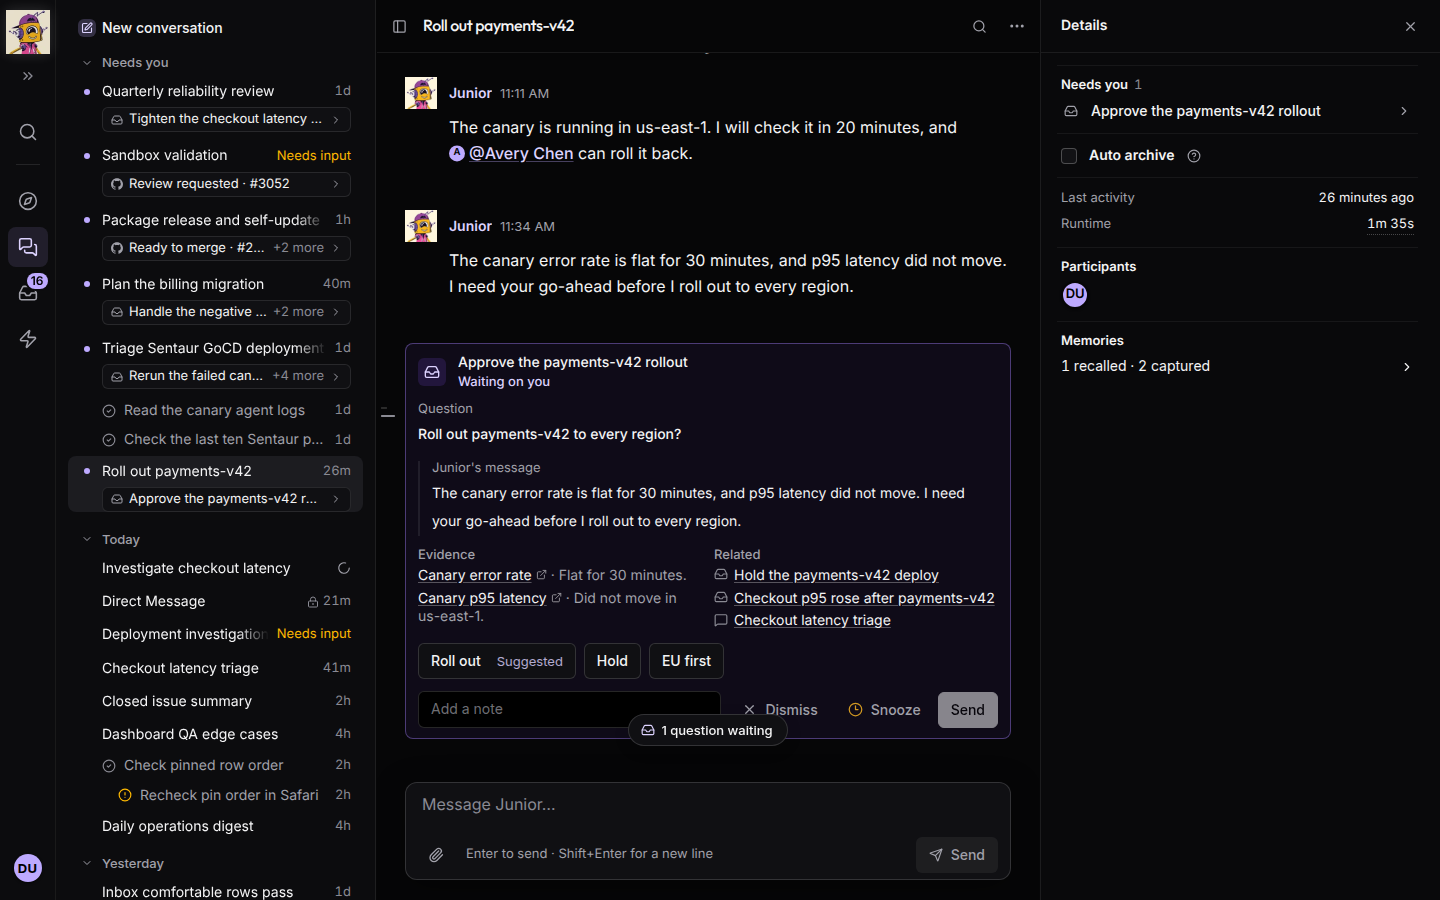 New conversation
Needs you
Quarterly reliability review 1d
Tighten the checkout latency ...
Sandbox validation Needs input
Review requested · #3052
Package release and self-update 1h
Ready to merge · #2... +2 more
Plan the billing migration 40m
Handle the negative ... +2 more
Triage Sentaur GoCD deployment 1d
Rerun the failed can... +4 more
Read the canary agent logs 1d
Check the last ten Sentaur p... 1d
Roll out payments-v42 26m
Approve the payments-v42 r...
Today
Investigate checkout latency
Direct Message 21m
Deployment investigation Needs input
Checkout latency triage 41m
Closed issue summary 2h
Dashboard QA edge cases 4h
Check pinned row order 2h
Recheck pin order in Safari 2h
Daily operations digest 4h
Yesterday
Inbox comfortable rows pass 1d
16
DU
Roll out payments-v42
Junior 11:11 AM
The canary is running in us-east-1. I will check it in 20 minutes, and
A @Avery Chen can roll it back.
Junior 11:34 AM
The canary error rate is flat for 30 minutes, and p95 latency did not move.
I need your go-ahead before I roll out to every region.
Approve the payments-v42 rollout
Waiting on you
Question
Roll out payments-v42 to every region?
Junior's message
The canary error rate is flat for 30 minutes, and p95 latency did not move. I need
your go-ahead before I roll out to every region.
Evidence
Canary error rate · Flat for 30 minutes.
Canary p95 latency · Did not move in
us-east-1.
Related
Hold the payments-v42 deploy
Checkout p95 rose after payments-v42
Checkout latency triage
Roll out Suggested
Hold
EU first
Add a note
Dismiss
Snooze
Send
1 question waiting
Message Junior...
Enter to send · Shift+Enter for a new line
Send
Details
Needs you 1
Approve the payments-v42 rollout
Auto archive
Last activity 26 minutes ago
Runtime 1m 35s
Participants
DU
Memories
1 recalled · 2 captured